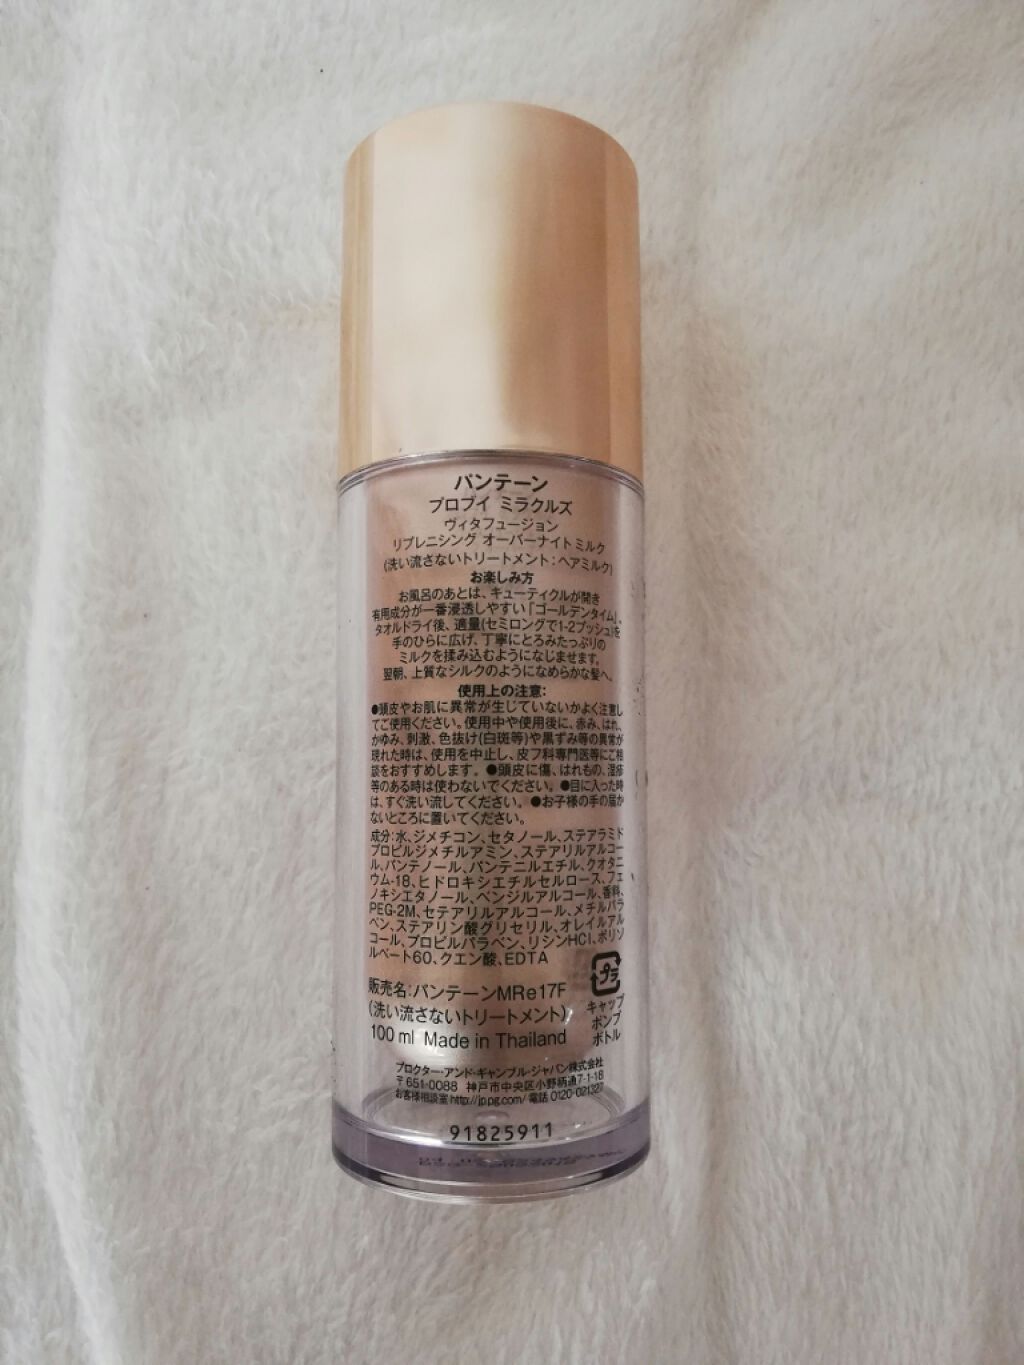 パンテーン
プロブイ ミラクルズ
ヴィタフュージョン
リプレニシング オーバーナイトミルク
(洗い流さないトリートメント:ヘアミルク)
お楽しみ方
お風呂のあとは、キューティクルが開き
有用成分が一番浸透しやすい「ゴールデンタイム」、
タオルドライ後、適量(セミロングで1-2プッシュ)を
手のひらに広げ、丁寧にとろみたっぷりの
ミルクを揉み込むようになじませます。
翌朝、上質なシルクのようになめらかな髪へ。
使用上の注意:
●頭皮やお肌に異常が生じていないかよく注意し
てご使用ください。使用中や使用後に、赤み、はれ、
かゆみ、刺激、色抜け(白斑等)や黒ずみ等の異常が
現れた時は、使用を中止し、皮フ科専門医等にご相
談をおすすめします。●頭皮に傷、はれもの、湿疹
等のある時は使わないでください。●目に入った時
は、すぐ洗い流してください。●お子様の手の届か
ないところに置いてください。
成分:水、ジメチコン、セタノール、ステアラミド
プロピルジメチルアミン、ステアリルアルコー
ル、パンテノール、パンテニルエチル、クオタニ
ウム-18、ヒドロキシエチルセルロース、フェ
ノキシエタノール、ベンジルアルコール、香料、
PEG-2M、セテアリルアルコール、メチルパラ
ベン、ステアリン酸グリセリル、オレイルアル
コール、プロピルパラベン、リシンHCl、ポリソ
ルベート60、クエン酸、EDTA
販売名:パンテーンMRe17F
(洗い流さないトリートメント)
100 ml Made in Thailand
プラ
キャップ
ポンプ
ボトル
プロクター・アンド・ギャンブル・ジャパン株式会社
〒651-0088 神戸市中央区小野柄通7-1-18
お客様相談室 http://jp.pg.com/ 電話 0120-021327
91825911